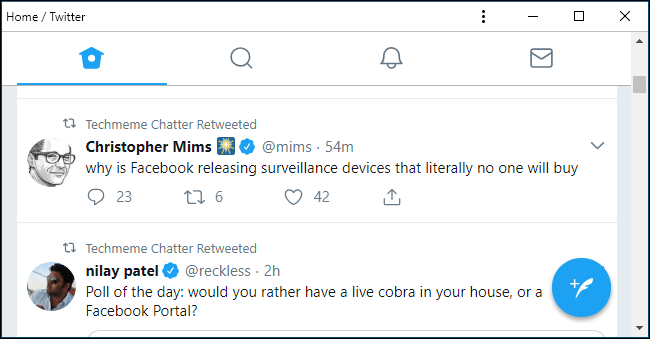 Home / Twitter
Techmeme Chatter Retweeted
Christopher Mims @mims · 54m
why is Facebook releasing surveillance devices that literally no one will buy
23 6 42
Techmeme Chatter Retweeted
nilay patel @reckless · 2h
Poll of the day: would you rather have a live cobra in your house, or a
Facebook Portal?